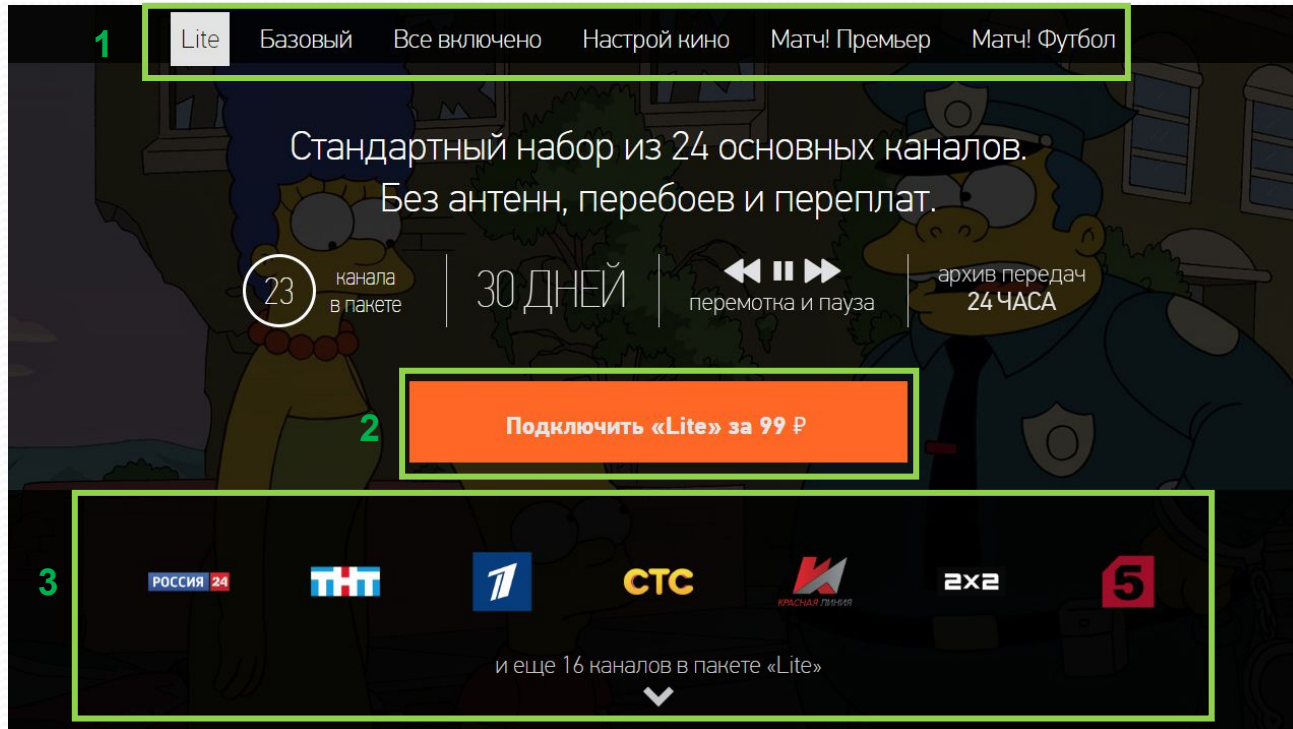 1
Lite Базовый Все включено Настрой кино Матч! Премьер Матч! Футбол
Стандартный набор из 24 основных каналов.
Без антенн, перебоев и переплат.
23 канала в пакете
30 ДНЕЙ
перемотка и пауза
архив передач
24 ЧАСА
2
Подключить «Lite» за 99 ₽
3
РОССИЯ 24 ТНТ 1 СТС КРАСНАЯ ЛИНИЯ 2X2 5
и еще 16 каналов в пакете «Lite»